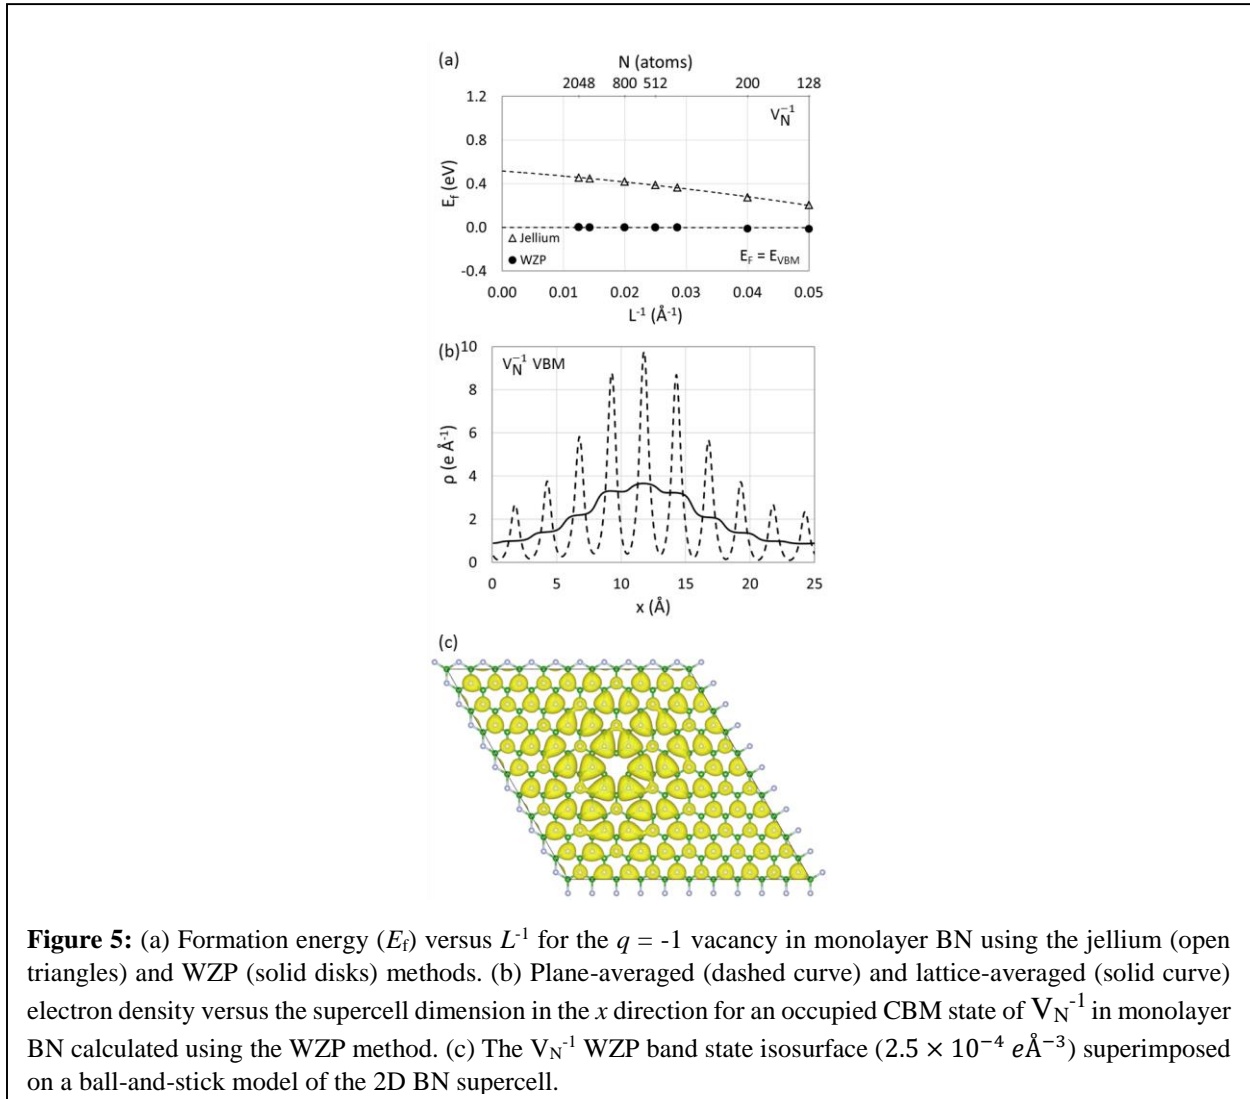 (a)
N (atoms)
2048 800 512 200 128
1.2
0.8
0.4
0.0
-0.4
E_f (eV)
V_N^{-1}
△ Jellium
● WZP
E_F = E_VBM
0.00 0.01 0.02 0.03 0.04 0.05
L^{-1} (Å^{-1})
(b)
10
8
6
4
2
0
ρ (e Å^{-1})
V_N^{-1} VBM
0 5 10 15 20 25
x (Å)
(c)
Figure 5: (a) Formation energy (E_f) versus L^{-1} for the q = -1 vacancy in monolayer BN using the jellium (open
triangles) and WZP (solid disks) methods. (b) Plane-averaged (dashed curve) and lattice-averaged (solid curve)
electron density versus the supercell dimension in the x direction for an occupied CBM state of V_N^{-1} in monolayer
BN calculated using the WZP method. (c) The V_N^{-1} WZP band state isosurface (2.5 × 10^{−4} eÅ^{−3}) superimposed
on a ball-and-stick model of the 2D BN supercell.